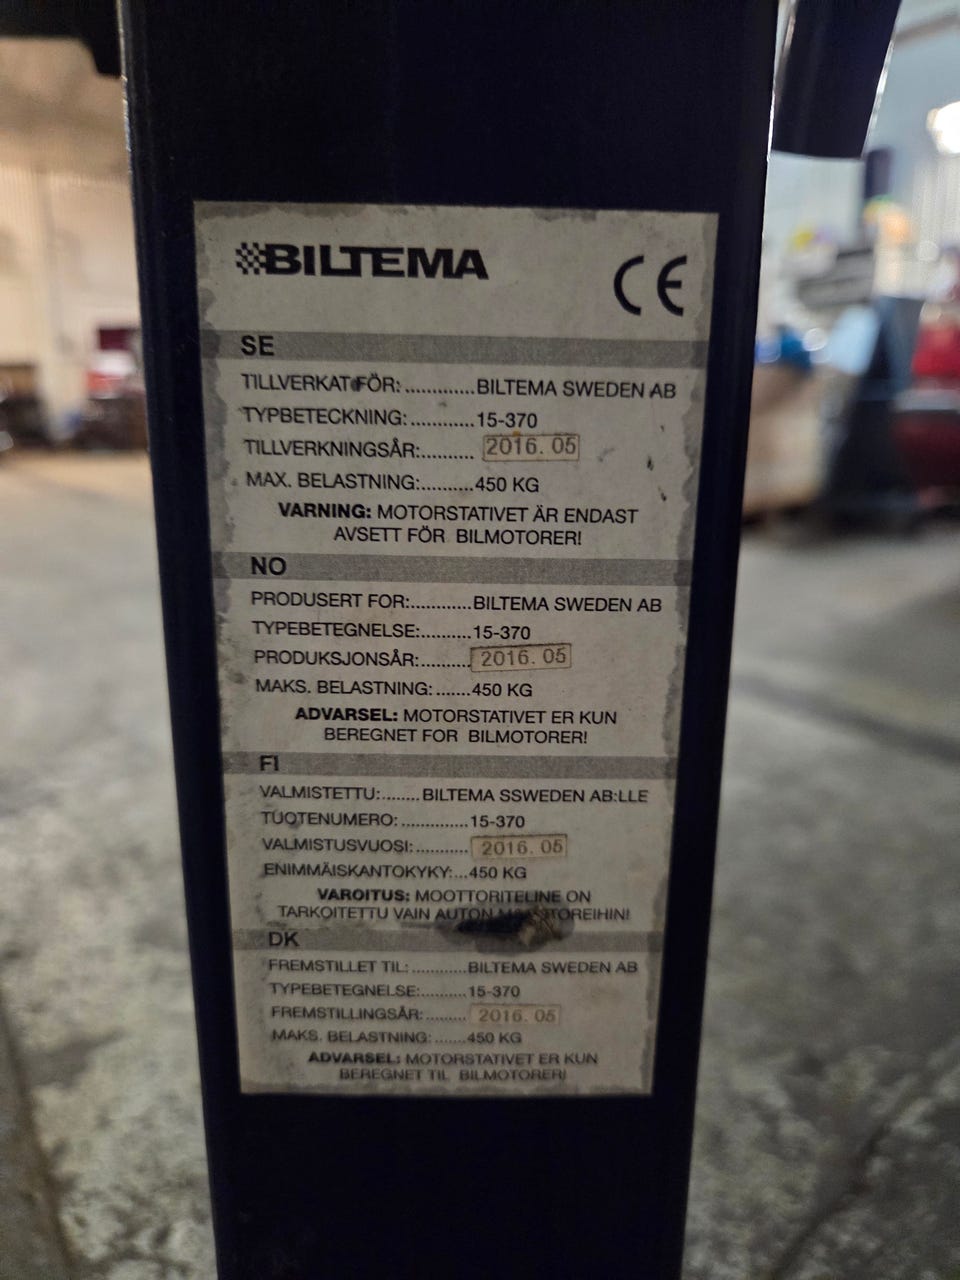 BILTEMA
CE
SE
TILLVERKAT FÖR:............BILTEMA SWEDEN AB
TYPBETECKNING:............15-370
TILLVERKNINGSÅR:.......... 2016.05
MAX. BELASTNING:..........450 KG
VARNING: MOTORSTATIVET ÄR ENDAST
AVSETT FÖR BILMOTORER!
NO
PRODUSERT FOR:............BILTEMA SWEDEN AB
TYPEBETEGNELSE:..........15-370
PRODUKSJONSÅR:..........2016.05
MAKS. BELASTNING:.......450 KG
ADVARSEL: MOTORSTATIVET ER KUN
BEREGNET FOR BILMOTORER!
FI
VALMISTETTU:........BILTEMA SSWEDEN AB:LLE
TUOTENUMERO:..............15-370
VALMISTUSVUOSI:........... 2016.05
ENIMMÄISKANTOKYKY:...450 KG
VAROITUS: MOOTTORITELINE ON
TARKOITETTU VAIN AUTON
DK
FREMSTILLET TIL:............BILTEMA SWEDEN AB
TYPEBETEGNELSE:..........15-370
FREMSTILLINGSÅR:......... 2016.05
MAKS. BELASTNING:.......450 KG
ADVARSEL: MOTORSTATIVET ER KUN
BEREGNET TIL BILMOTORER!